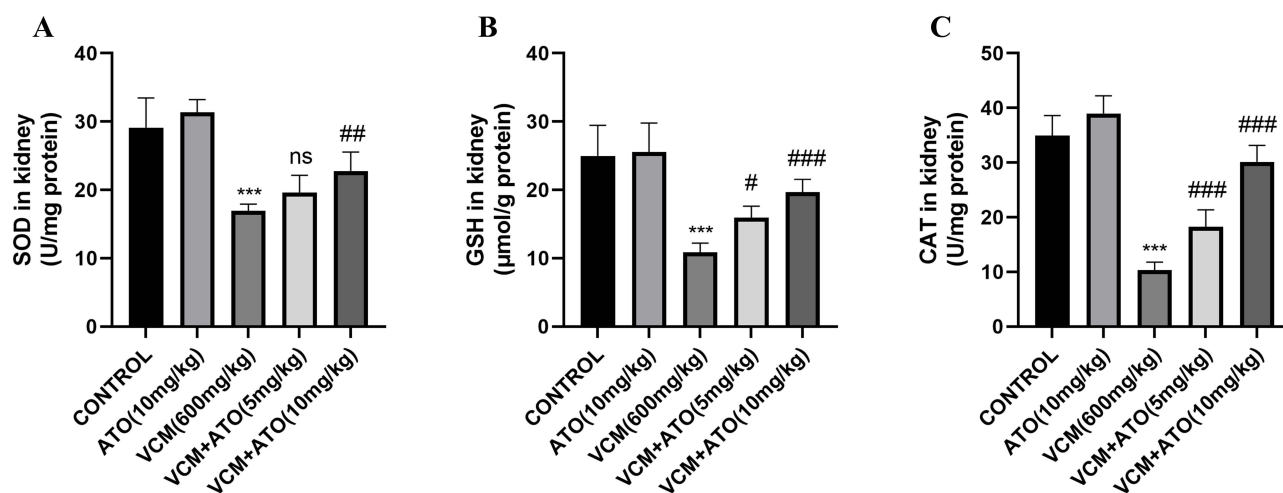 A
SOD in kidney
(U/mg protein)
40
30
20
10
0
***
ns
##
CONTROL
ATO(10mg/kg)
VCM(600mg/kg)
VCM+ATO(5mg/kg)
VCM+ATO(10mg/kg)
B
GSH in kidney
(µmol/g protein)
40
30
20
10
0
***
#
###
CONTROL
ATO(10mg/kg)
VCM(600mg/kg)
VCM+ATO(5mg/kg)
VCM+ATO(10mg/kg)
C
CAT in kidney
(U/mg protein)
50
40
30
20
10
0
***
###
###
CONTROL
ATO(10mg/kg)
VCM(600mg/kg)
VCM+ATO(5mg/kg)
VCM+ATO(10mg/kg)